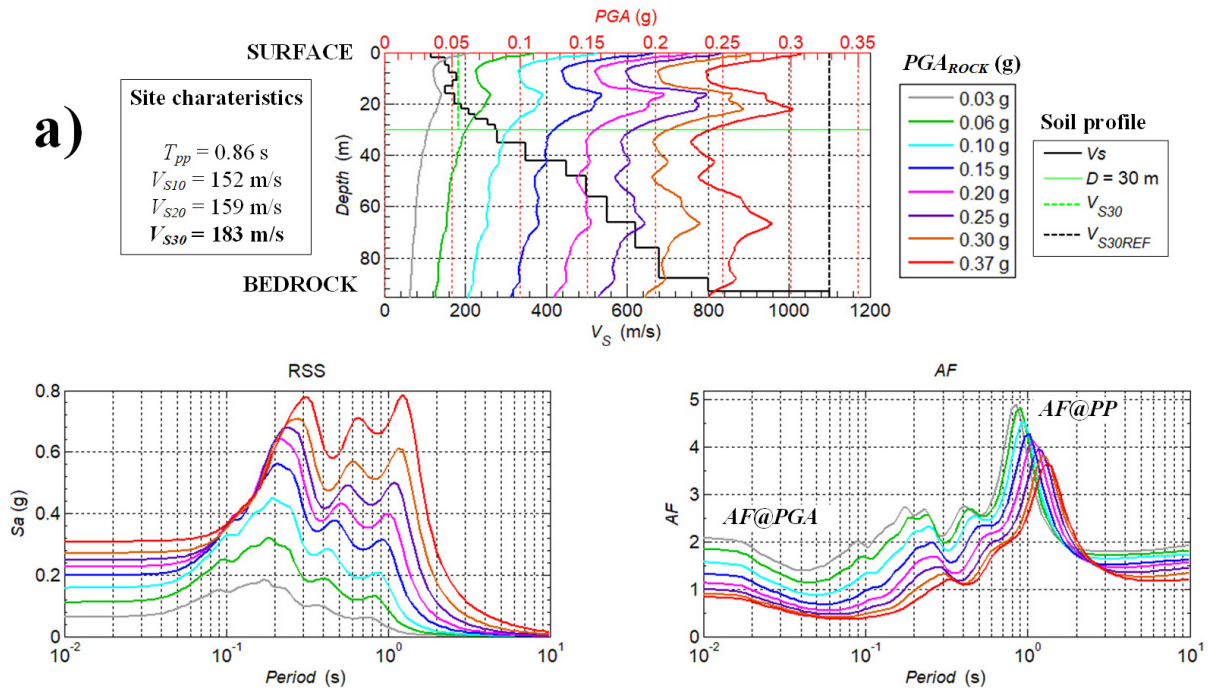 a)
Site charateristics
Tpp = 0.86 s
VS10 = 152 m/s
VS20 = 159 m/s
VS30 = 183 m/s
SURFACE
BEDROCK
PGA (g)
0 0.05 0.1 0.15 0.2 0.25 0.3 0.35
Depth (m)
0
20
40
60
80
200 400 600 800 1000 1200
VS (m/s)
PGAROCK (g)
0.03 g
0.06 g
0.10 g
0.15 g
0.20 g
0.25 g
0.30 g
0.37 g
Soil profile
Vs
D = 30 m
VS30
VS30REF
RSS
Sa (g)
0.8
0.6
0.4
0.2
0
10-2 10-1 100 101
Period (s)
AF
AF
5
4
3
2
1
0
AF@PGA
AF@PP
10-2 10-1 100 101
Period (s)